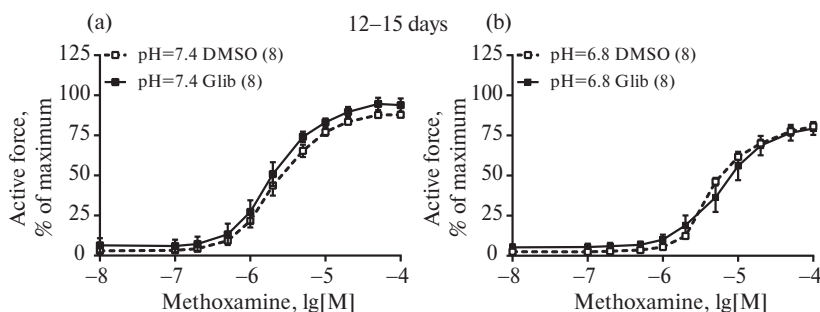 (a)
12–15 days
(b)
pH=7.4 DMSO (8)
pH=7.4 Glib (8)
pH=6.8 DMSO (8)
pH=6.8 Glib (8)
Active force,
% of maximum
125
100
75
50
25
0
–8 –7 –6 –5 –4
Methoxamine, lg[M]
Active force,
% of maximum
125
100
75
50
25
0
–8 –7 –6 –5 –4
Methoxamine, lg[M]